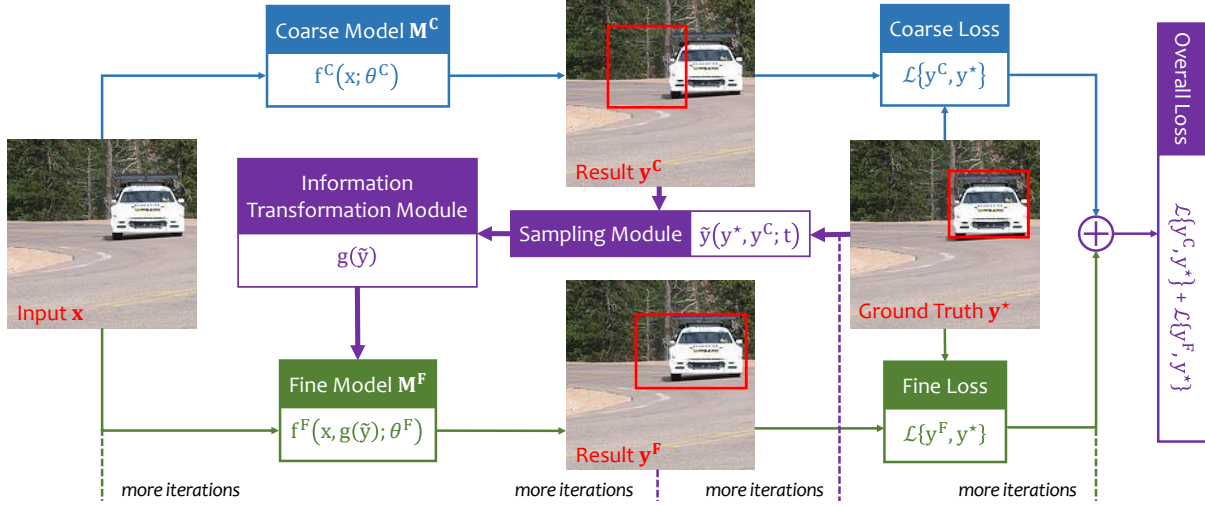 Coarse Model M^C
f^C(x; θ^C)
Result y^C
Coarse Loss
ℒ{y^C, y⋆}
Overall Loss
ℒ{y^C, y⋆} + ℒ{y^F, y⋆}
Input x
Information
Transformation Module
g(ỹ)
Sampling Module
ỹ(y⋆, y^C; t)
Ground Truth y⋆
Fine Model M^F
f^F(x, g(ỹ); θ^F)
Result y^F
Fine Loss
ℒ{y^F, y⋆}
more iterations
more iterations
more iterations
more iterations